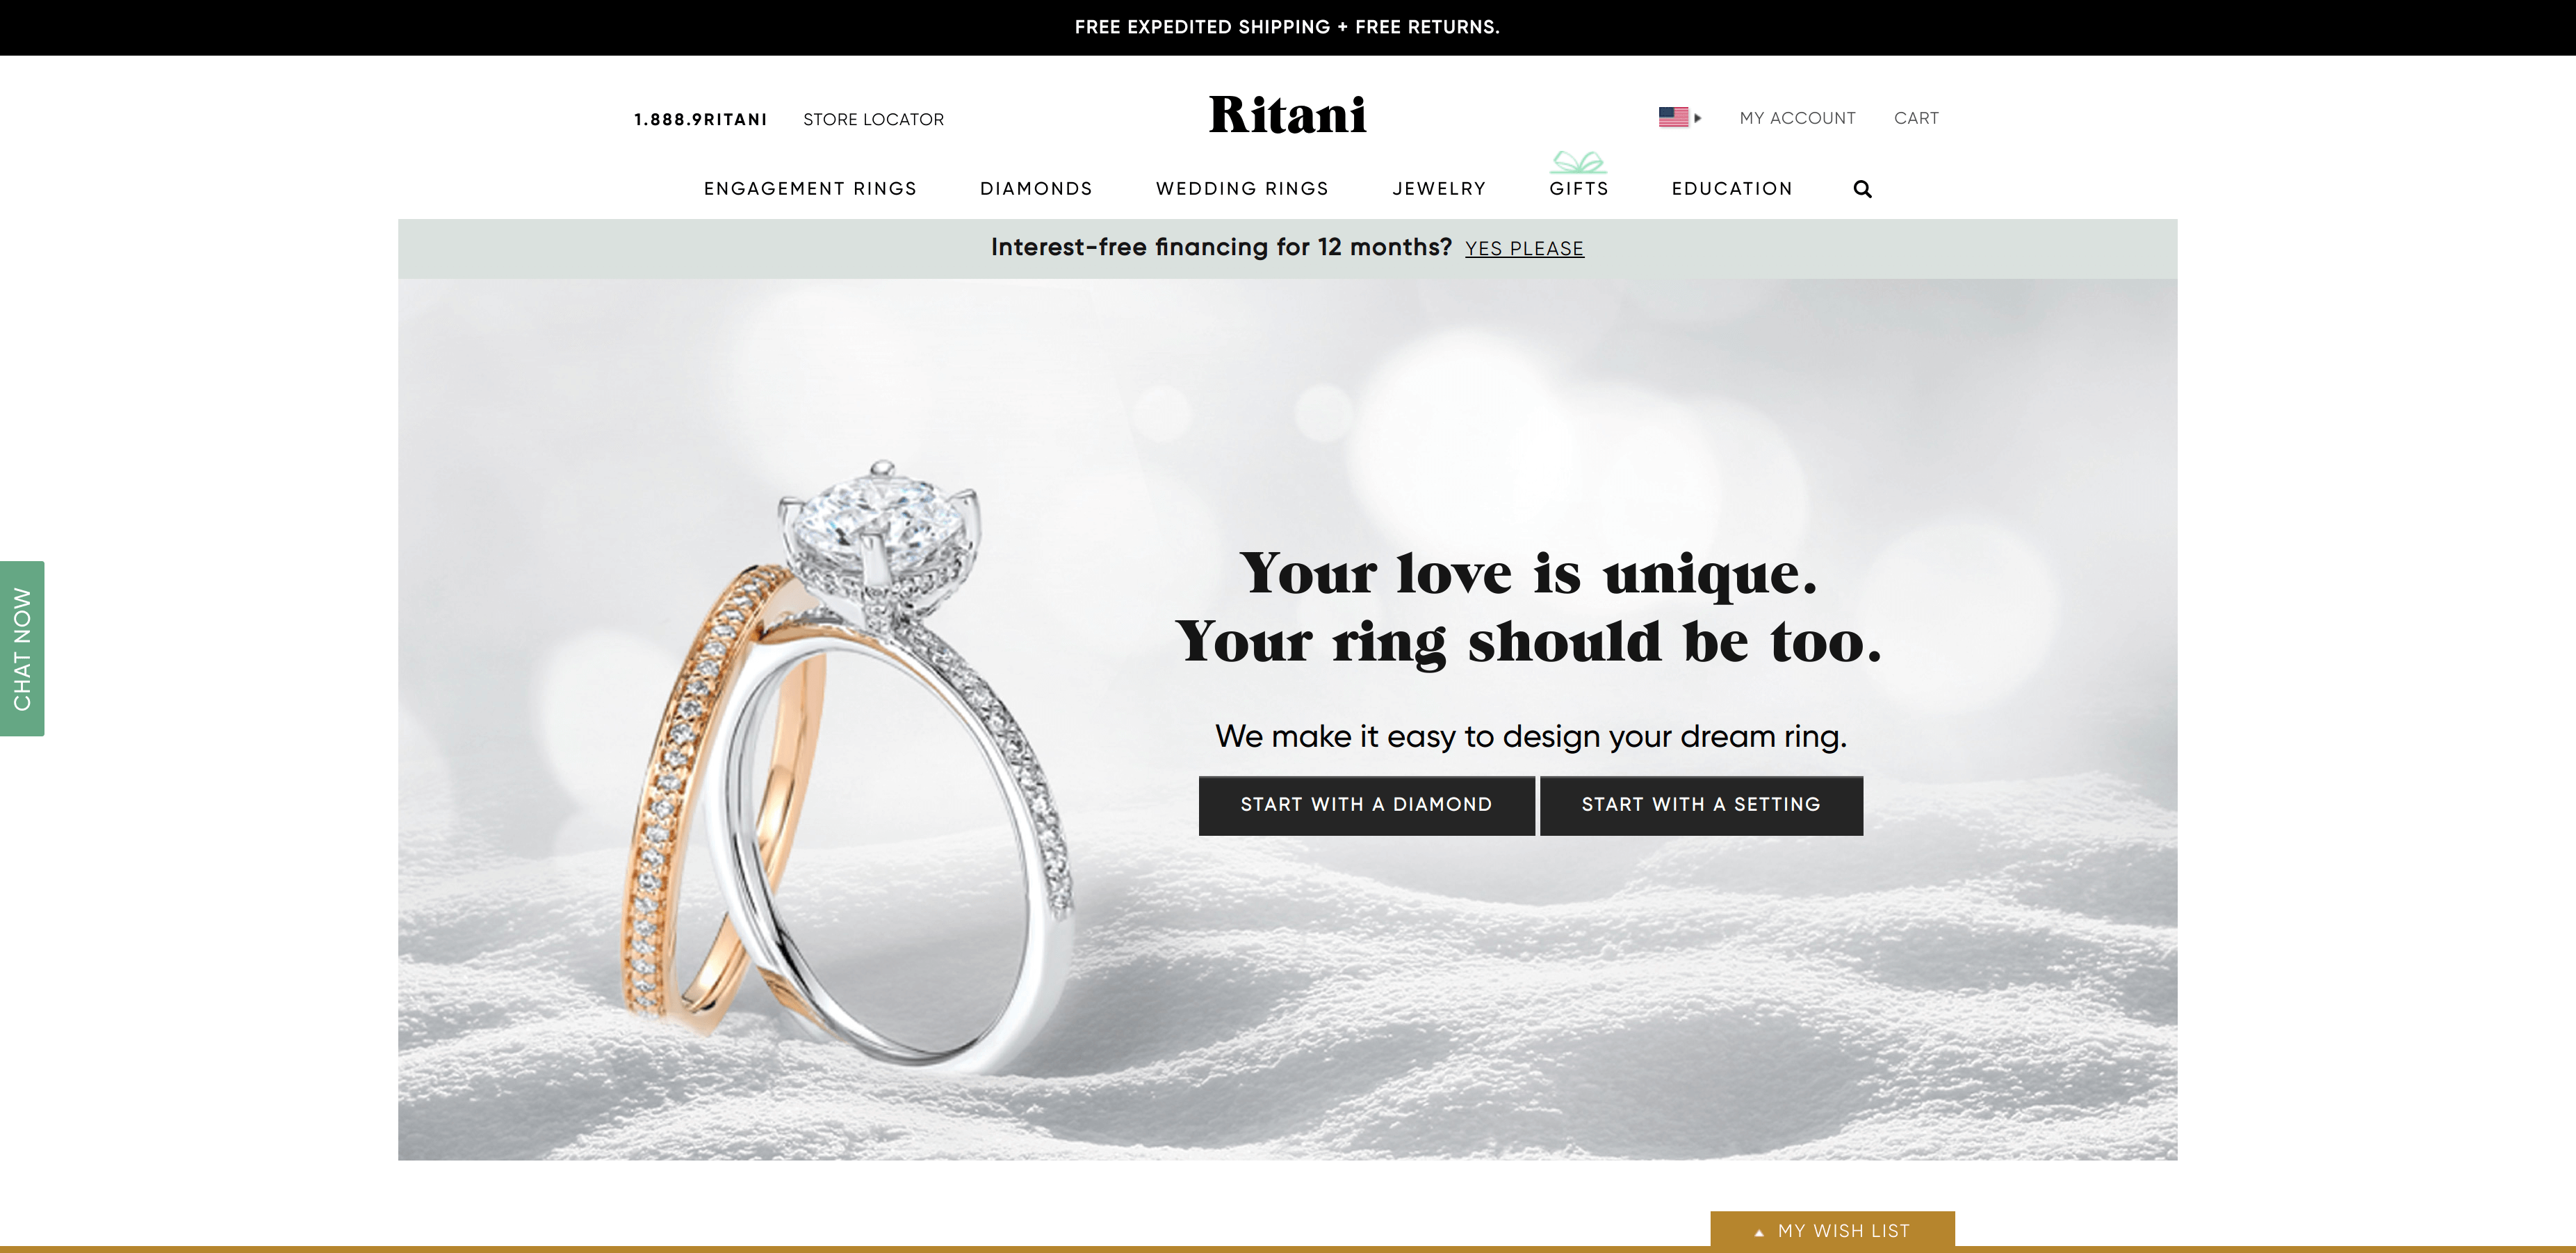 FREE EXPEDITED SHIPPING + FREE RETURNS.
1.888.9RITANI
STORE LOCATOR
Ritani
MY ACCOUNT
CART
ENGAGEMENT RINGS
DIAMONDS
WEDDING RINGS
JEWELRY
GIFTS
EDUCATION
Interest-free financing for 12 months? YES PLEASE
Your love is unique.
Your ring should be too.
We make it easy to design your dream ring.
START WITH A DIAMOND
START WITH A SETTING
CHAT NOW
MY WISH LIST